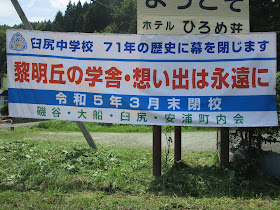 ようこそ
ホテル ひろめ荘
臼尻中学校 71年の歴史に幕を閉じます
黎明丘の学舎・想い出は永遠に
令和5年3月末閉校
磯谷・大船・臼尻・安浦町内会